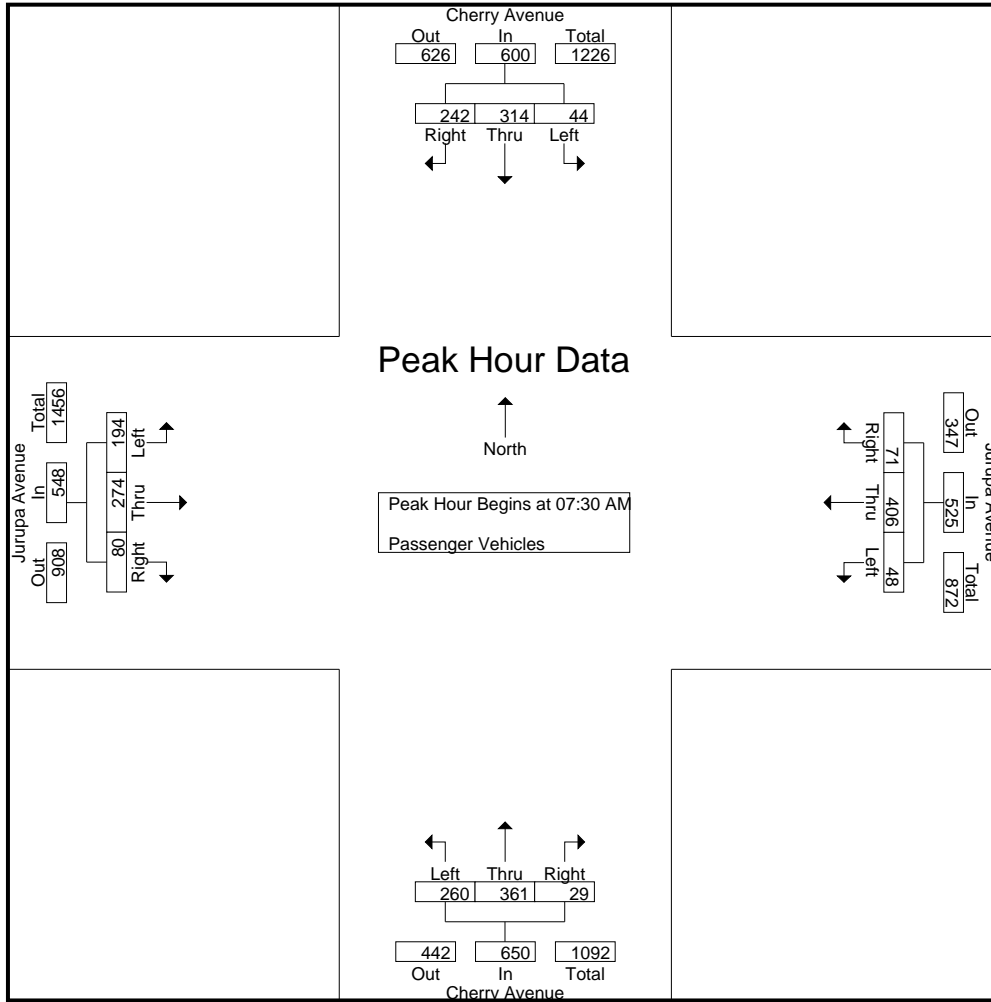 Cherry Avenue
Out In Total
626 600 1226
242 314 44
Right Thru Left
Peak Hour Data
North
Peak Hour Begins at 07:30 AM
Passenger Vehicles
Jurupa Avenue
Total In Out
1456 548 908
194 274 80
Left Thru Right
Jurupa Avenue
Out In Total
347 525 872
71 406 48
Right Thru Left
Left Thru Right
260 361 29
442 650 1092
Out In Total
Cherry Avenue